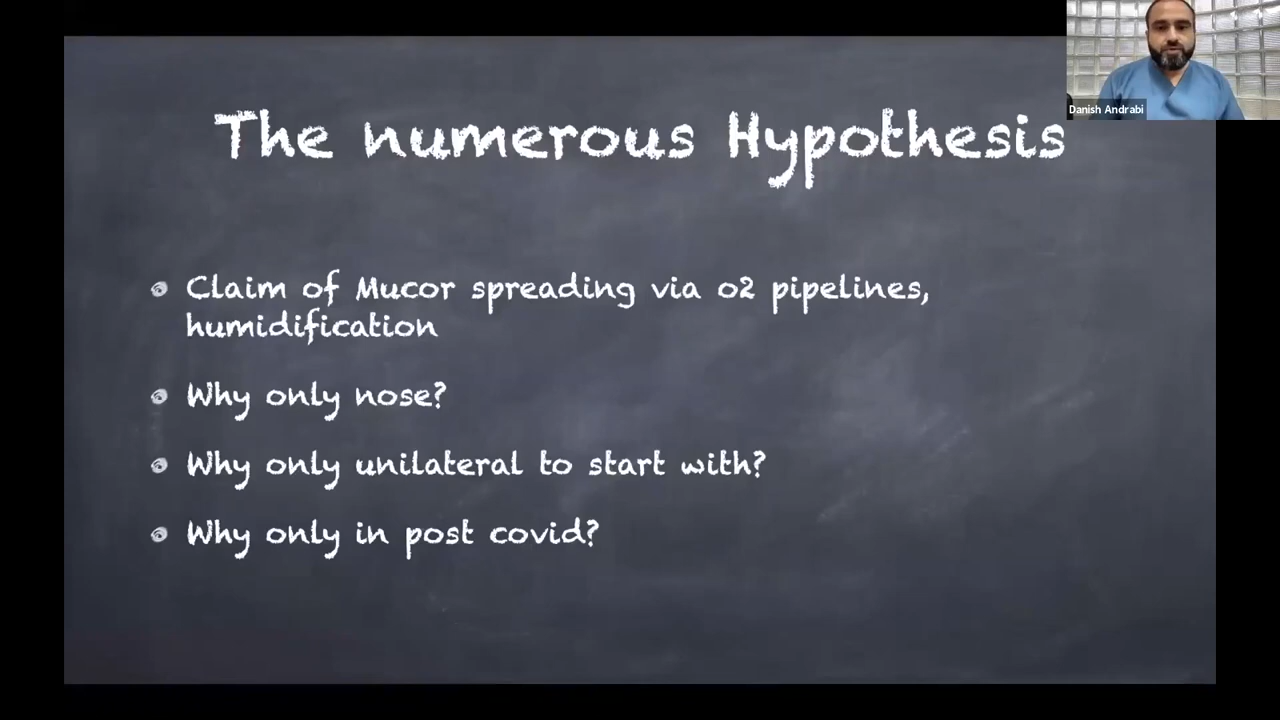 Danish Andrabi
The numerous Hypothesis
Claim of Mucor spreading via o2 pipelines,
humidification
Why only nose?
Why only unilateral to start with?
Why only in post covid?